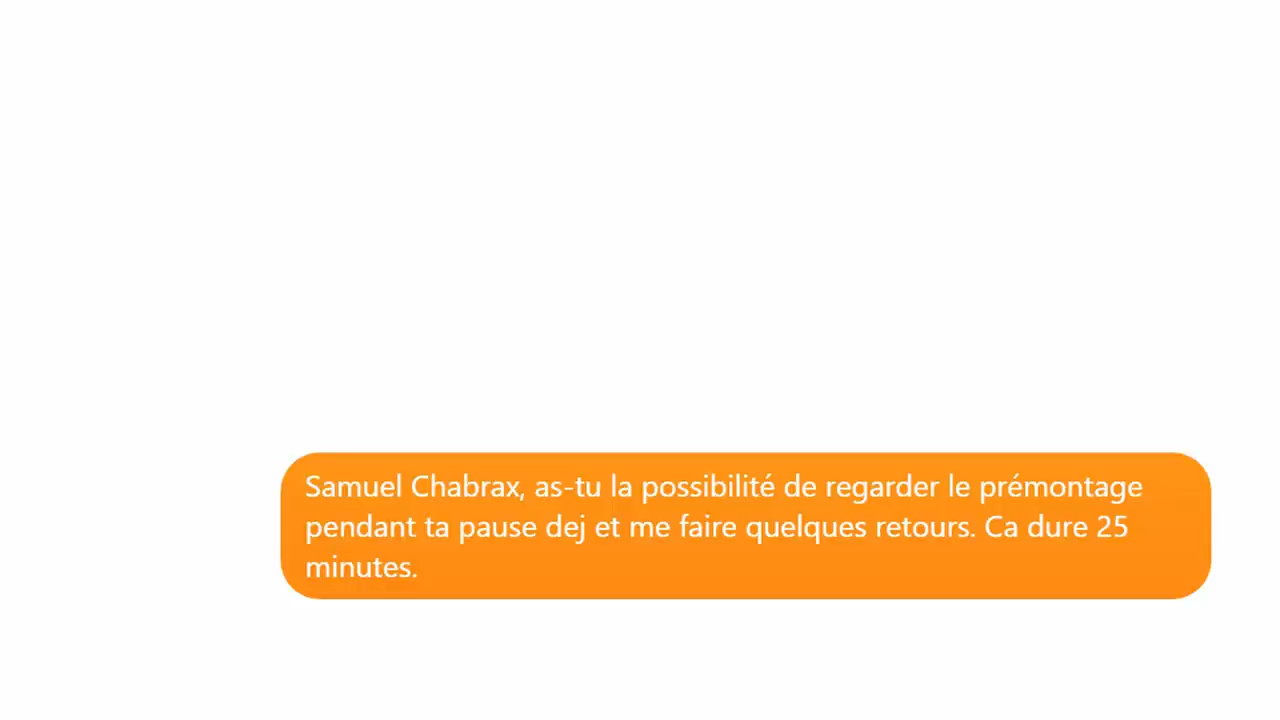 Samuel Chabrax, as-tu la possibilité de regarder le prémontage
pendant ta pause dej et me faire quelques retours. Ca dure 25
minutes.